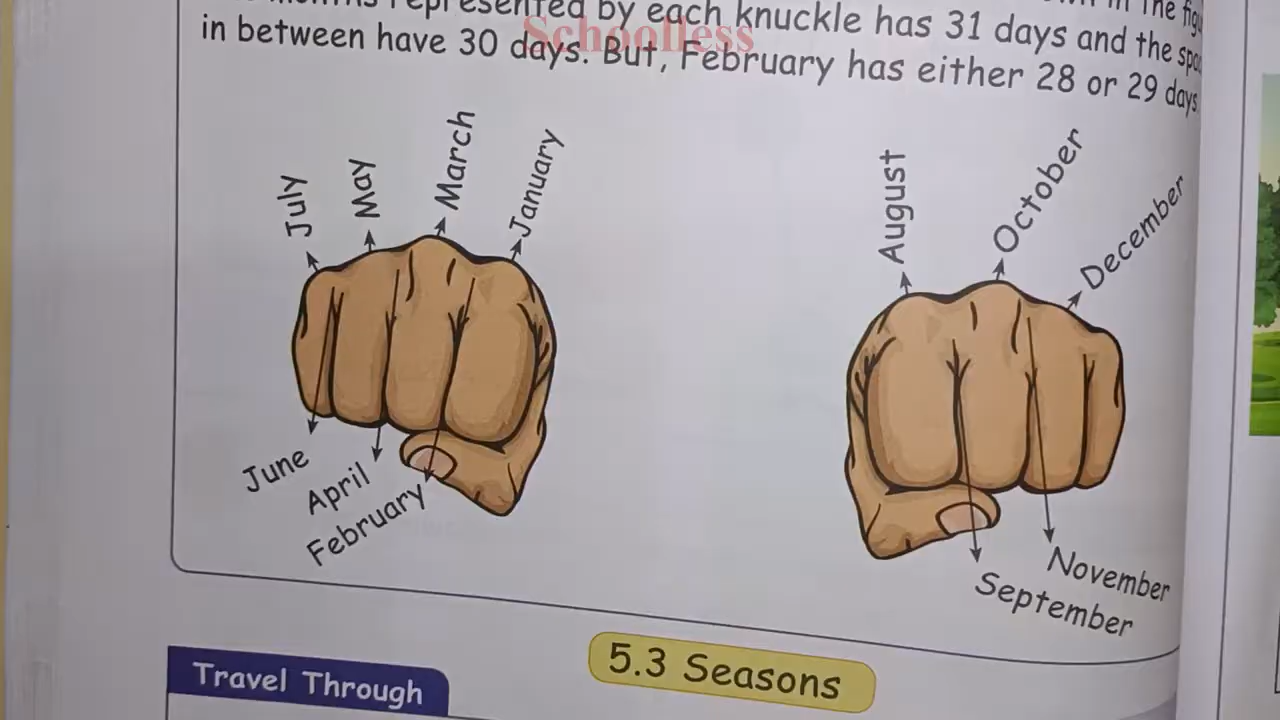 months represented by each knuckle has 31 days and the
in between have 30 days. But, February has either 28 or 29 days
Schoolless
July
May
March
January
June
April
February
August
October
December
September
November
5.3 Seasons
Travel Through